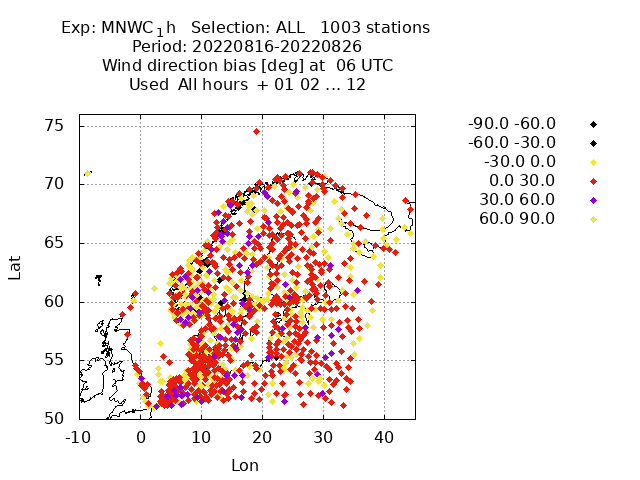 Exp: MNWC_1h   Selection: ALL   1003 stations
Period: 20220816-20220826
Wind direction bias [deg] at  06 UTC
Used  All hours  + 01 02 ... 12
-90.0 -60.0
-60.0 -30.0
-30.0 0.0
0.0 30.0
30.0 60.0
60.0 90.0
75
70
65
60
55
50
Lat
-10 0 10 20 30 40
Lon